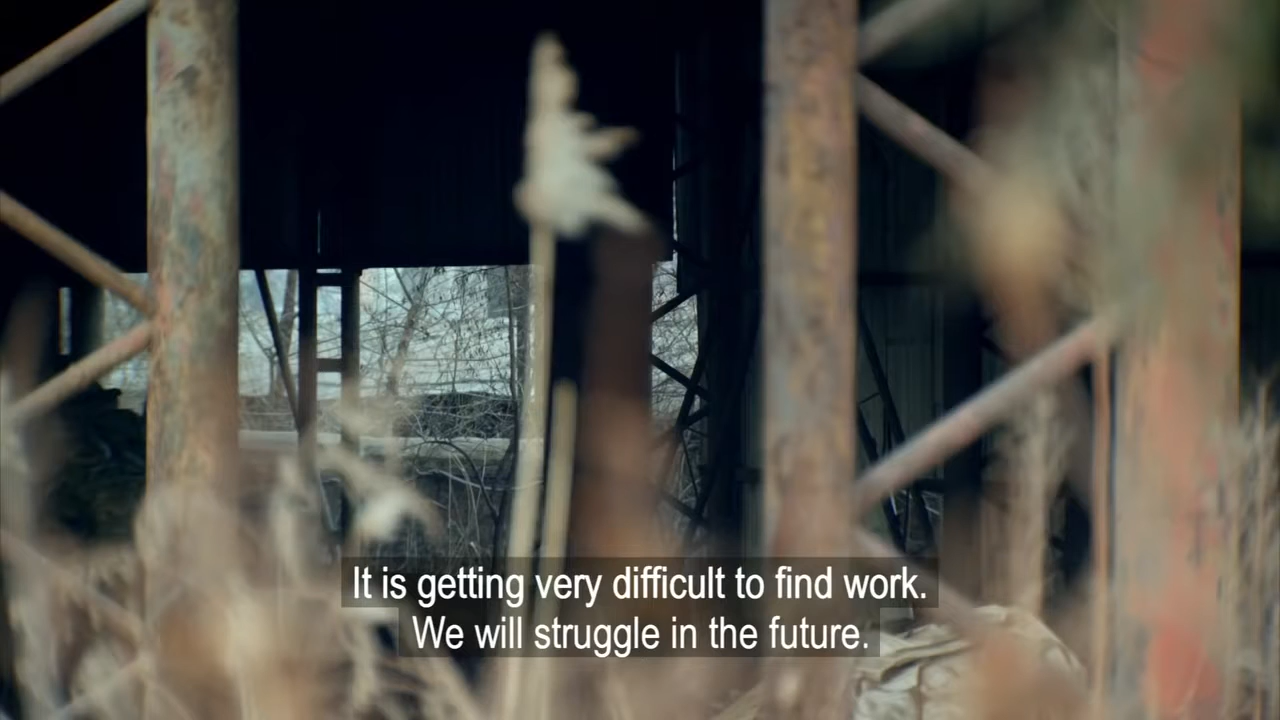 It is getting very difficult to find work.
We will struggle in the future.